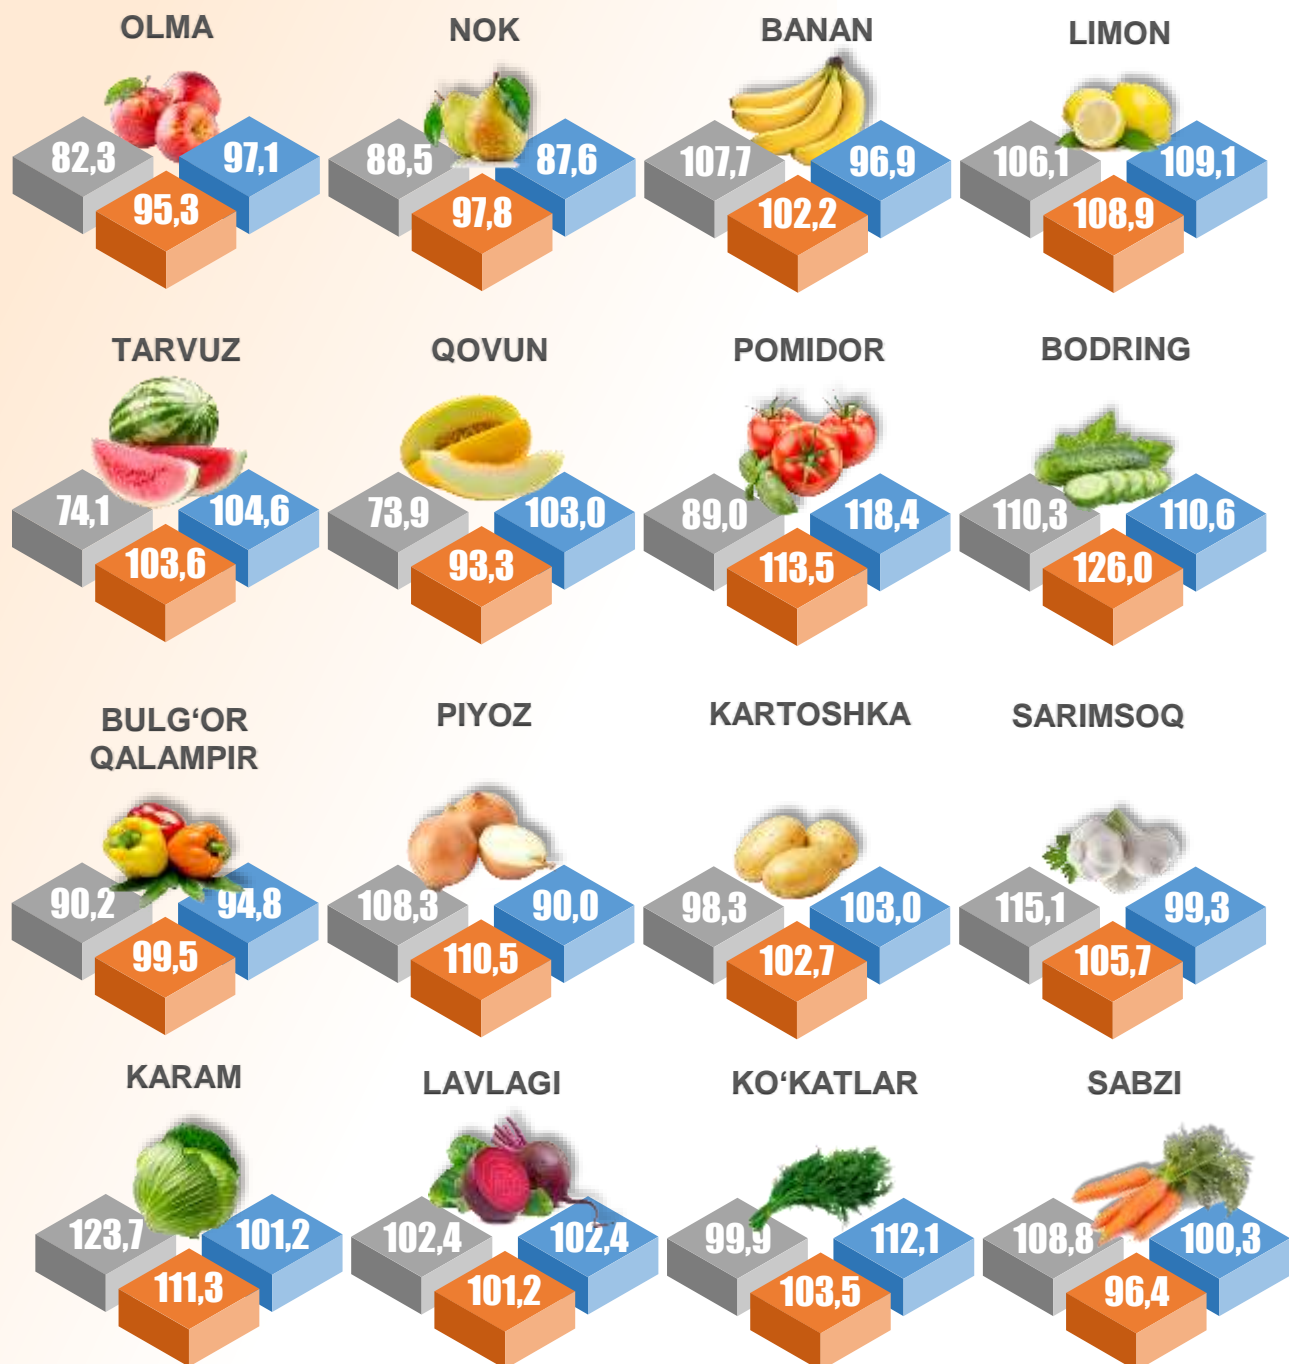 OLMA
82,3
97,1
95,3
NOK
88,5
87,6
97,8
BANAN
107,7
96,9
102,2
LIMON
106,1
109,1
108,9
TARVUZ
74,1
104,6
103,6
QOVUN
73,9
103,0
93,3
POMIDOR
89,0
118,4
113,5
BODRING
110,3
110,6
126,0
BULG‘OR
QALAMPIR
90,2
94,8
99,5
PIYOZ
108,3
90,0
110,5
KARTOSHKA
98,3
103,0
102,7
SARIMSOQ
115,1
99,3
105,7
KARAM
123,7
101,2
111,3
LAVLAGI
102,4
102,4
101,2
KO‘KATLAR
99,9
112,1
103,5
SABZI
108,8
100,3
96,4